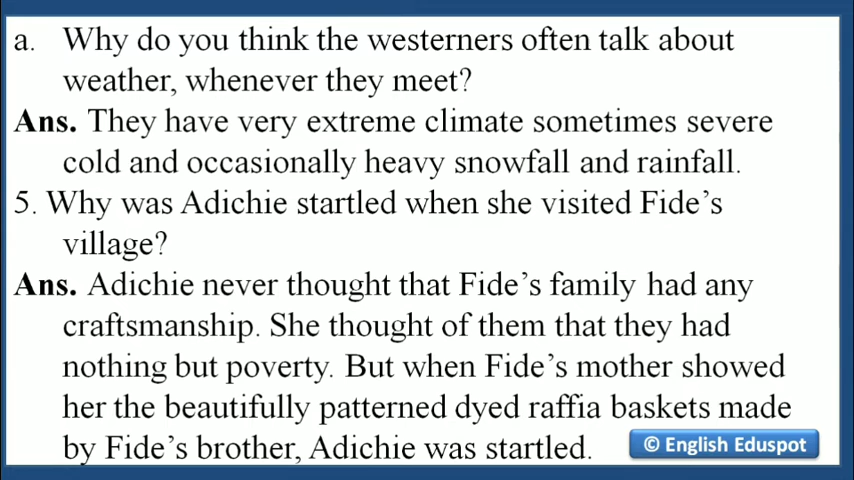 a. Why do you think the westerners often talk about
weather, whenever they meet?
Ans. They have very extreme climate sometimes severe
cold and occasionally heavy snowfall and rainfall.
5. Why was Adichie startled when she visited Fide’s
village?
Ans. Adichie never thought that Fide’s family had any
craftsmanship. She thought of them that they had
nothing but poverty. But when Fide’s mother showed
her the beautifully patterned dyed raffia baskets made
by Fide’s brother, Adichie was startled.
© English Eduspot